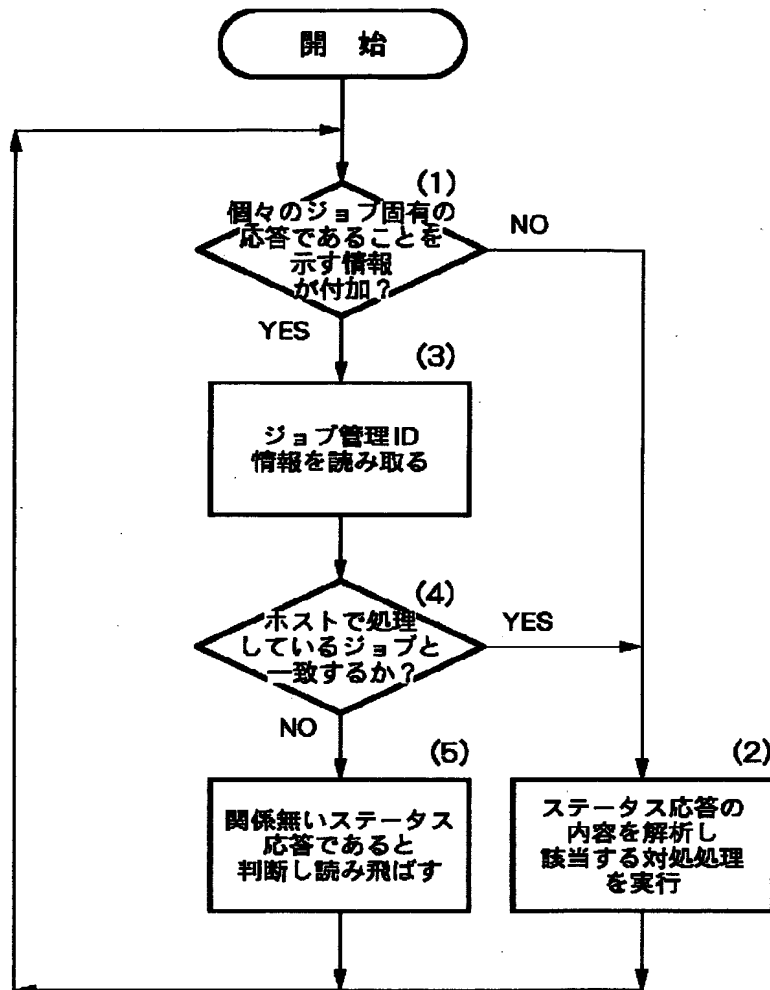 開 始
(1)
個々のジョブ固有の
応答であることを
示す情報
が付加？
NO
YES
(3)
ジョブ管理ID
情報を読み取る
(4)
ホストで処理
しているジョブと
一致するか？
YES
NO
(5)
関係無いステータス
応答であると
判断し読み飛ばす
(2)
ステータス応答の
内容を解析し
該当する対処処理
を実行